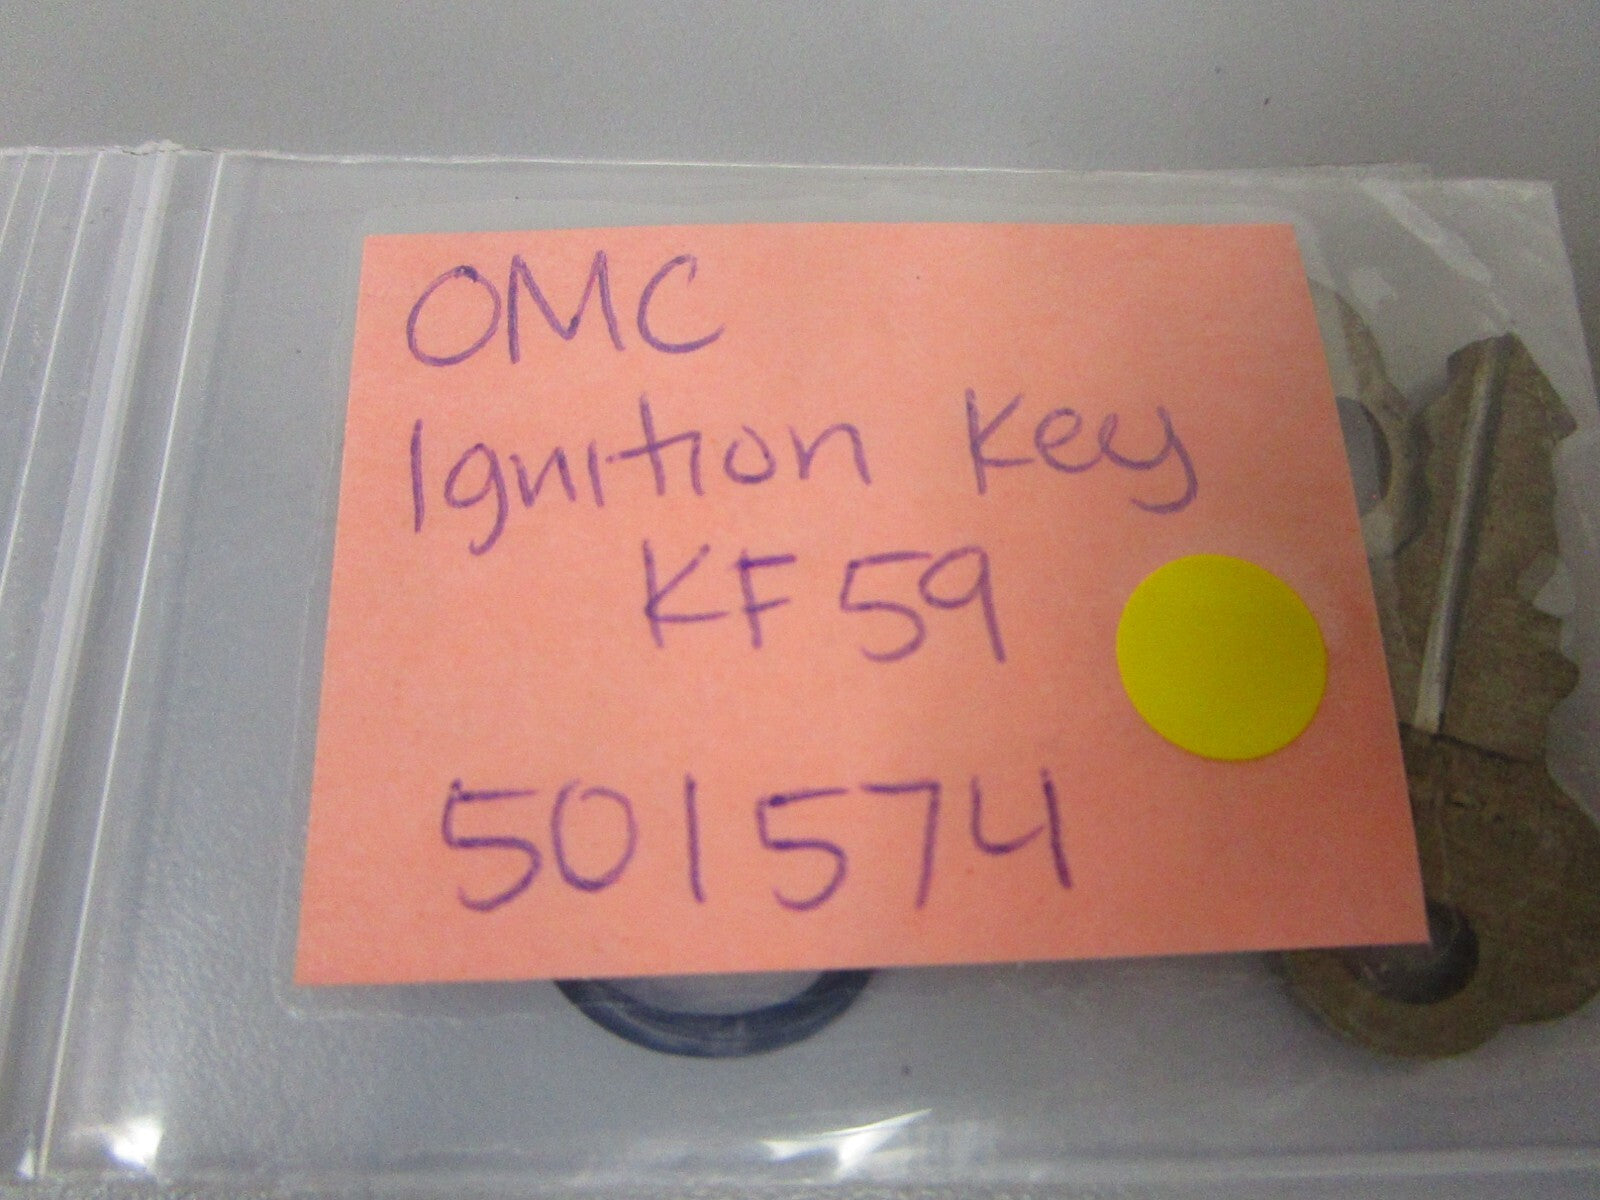 OMC
Ignition Key
KF59
501574